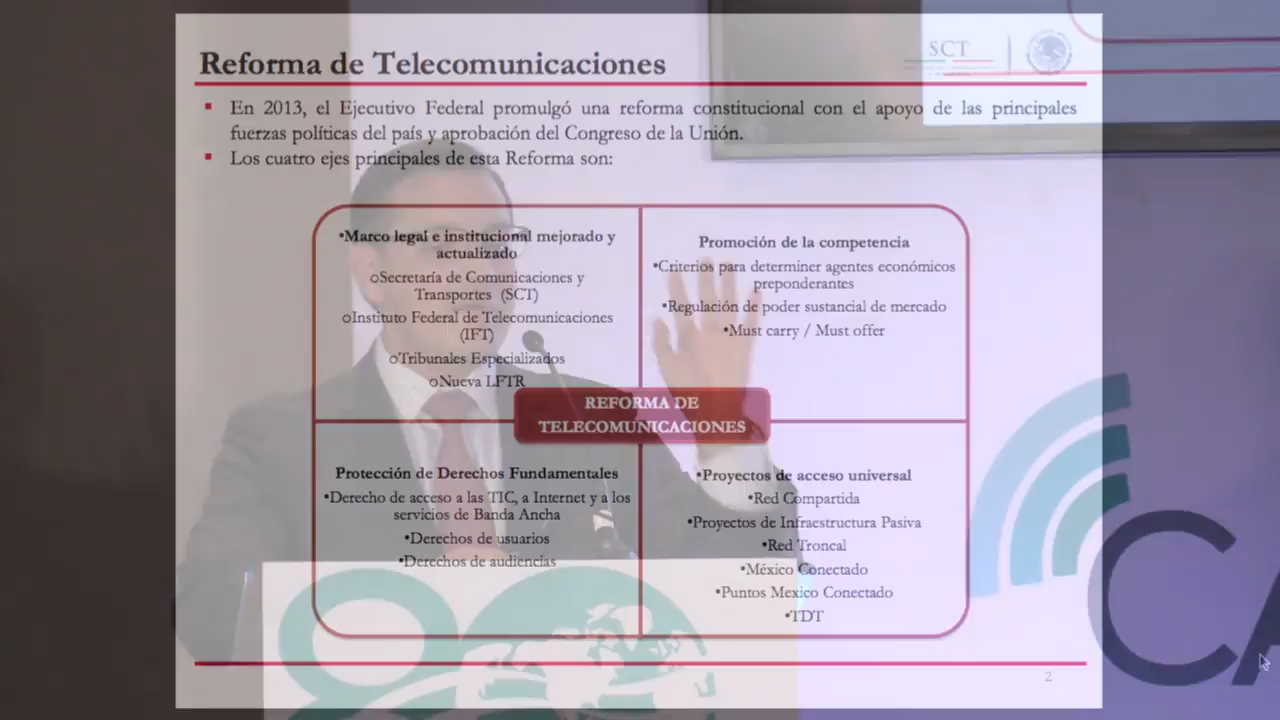 Reforma de Telecomunicaciones
SCT
▪ En 2013, el Ejecutivo Federal promulgó una reforma constitucional con el apoyo de las principales
fuerzas políticas del país y aprobación del Congreso de la Unión.
▪ Los cuatro ejes principales de esta Reforma son:
•Marco legal e institucional mejorado y
actualizado
oSecretaría de Comunicaciones y
Transportes (SCT)
oInstituto Federal de Telecomunicaciones
(IFT)
oTribunales Especializados
oNueva LFTR
Promoción de la competencia
•Criterios para determiner agentes económicos
preponderantes
•Regulación de poder sustancial de mercado
•Must carry / Must offer
REFORMA DE
TELECOMUNICACIONES
Protección de Derechos Fundamentales
•Derecho de acceso a las TIC, a Internet y a los
servicios de Banda Ancha
•Derechos de usuarios
•Derechos de audiencias
•Proyectos de acceso universal
•Red Compartida
•Proyectos de Infraestructura Pasiva
•Red Troncal
•México Conectado
•Puntos Mexico Conectado
•TDT
2
CA